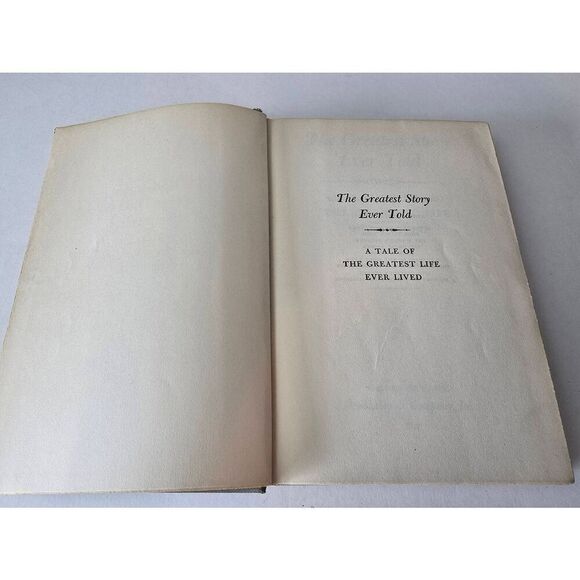 The Greatest Story
Ever Told
A TALE OF
THE GREATEST LIFE
EVER LIVED